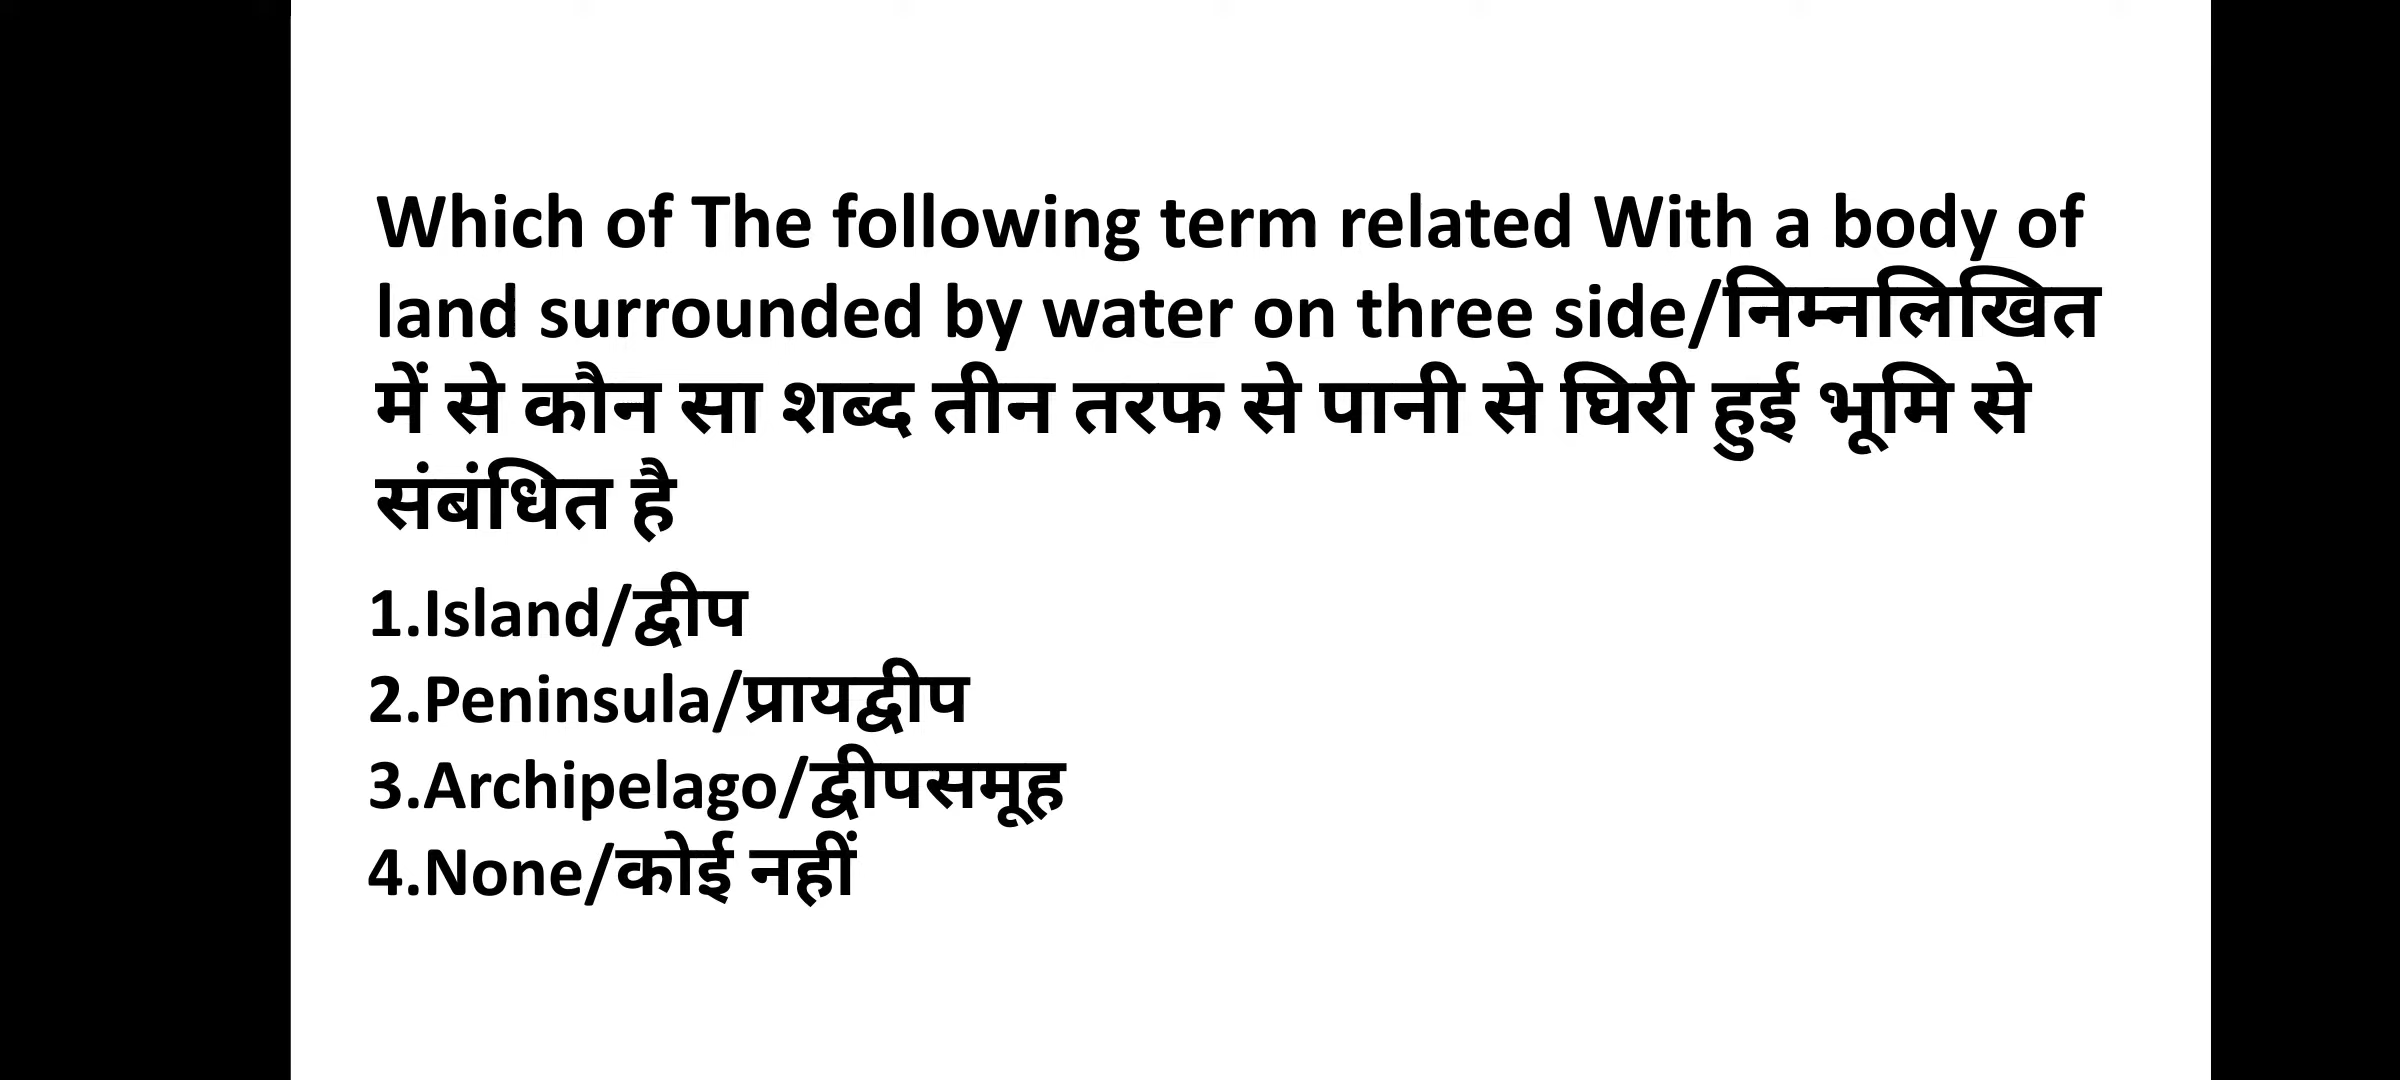 Which of The following term related With a body of
land surrounded by water on three side/निम्नलिखित
में से कौन सा शब्द तीन तरफ से पानी से घिरी हुई भूमि से
संबंधित है
1.Island/द्वीप
2.Peninsula/प्रायद्वीप
3.Archipelago/द्वीपसमूह
4.None/कोई नहीं